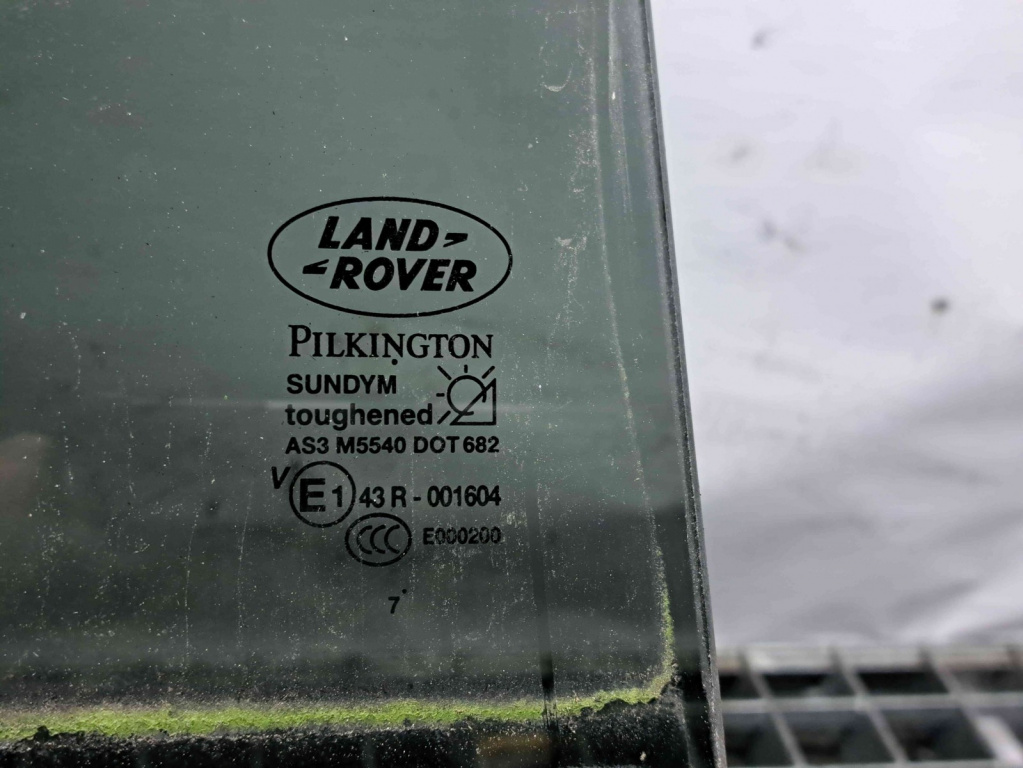 LAND
ROVER
PILKINGTON
SUNDYM
toughened
AS3 M5540 DOT 682
V E1 43 R - 001604
CCC E000200
7